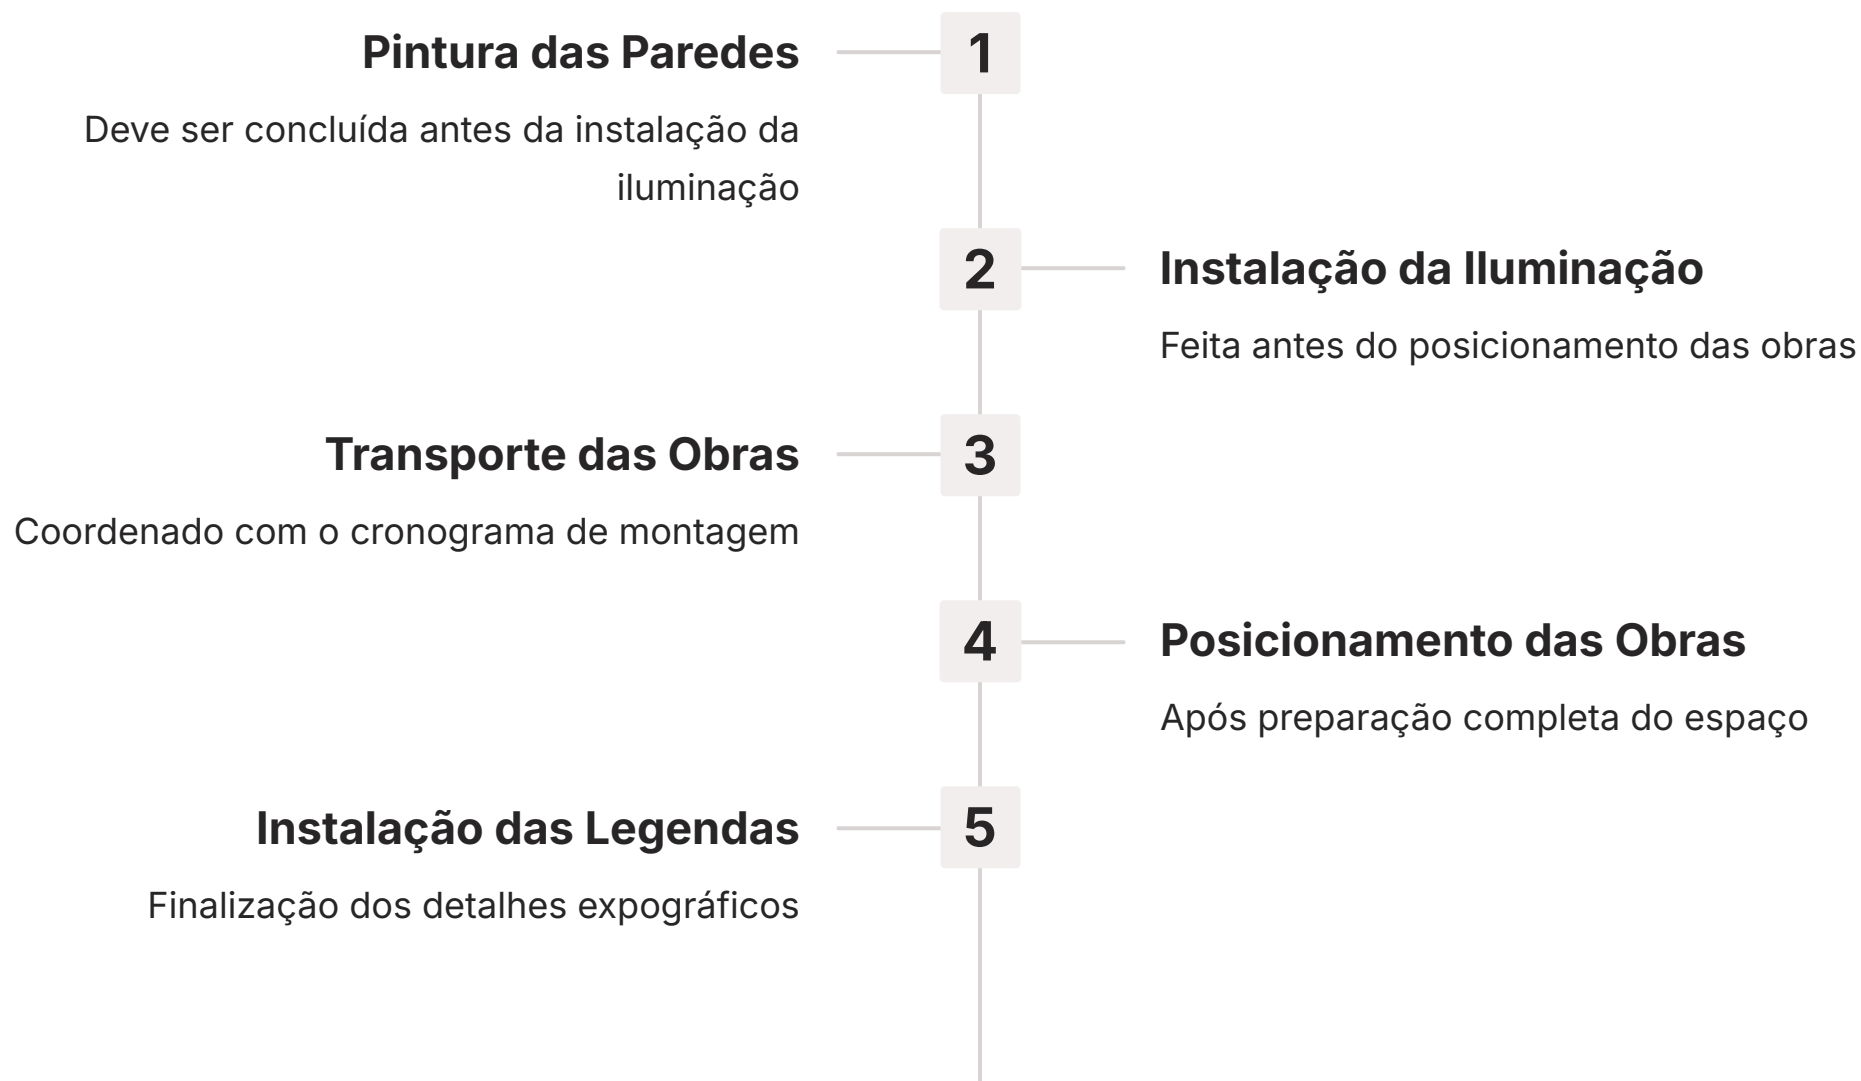 Pintura das Paredes
1
Deve ser concluída antes da instalação da
iluminação
2
Instalação da Iluminação
Feita antes do posicionamento das obras
Transporte das Obras
3
Coordenado com o cronograma de montagem
4
Posicionamento das Obras
Após preparação completa do espaço
Instalação das Legendas
5
Finalização dos detalhes expográficos